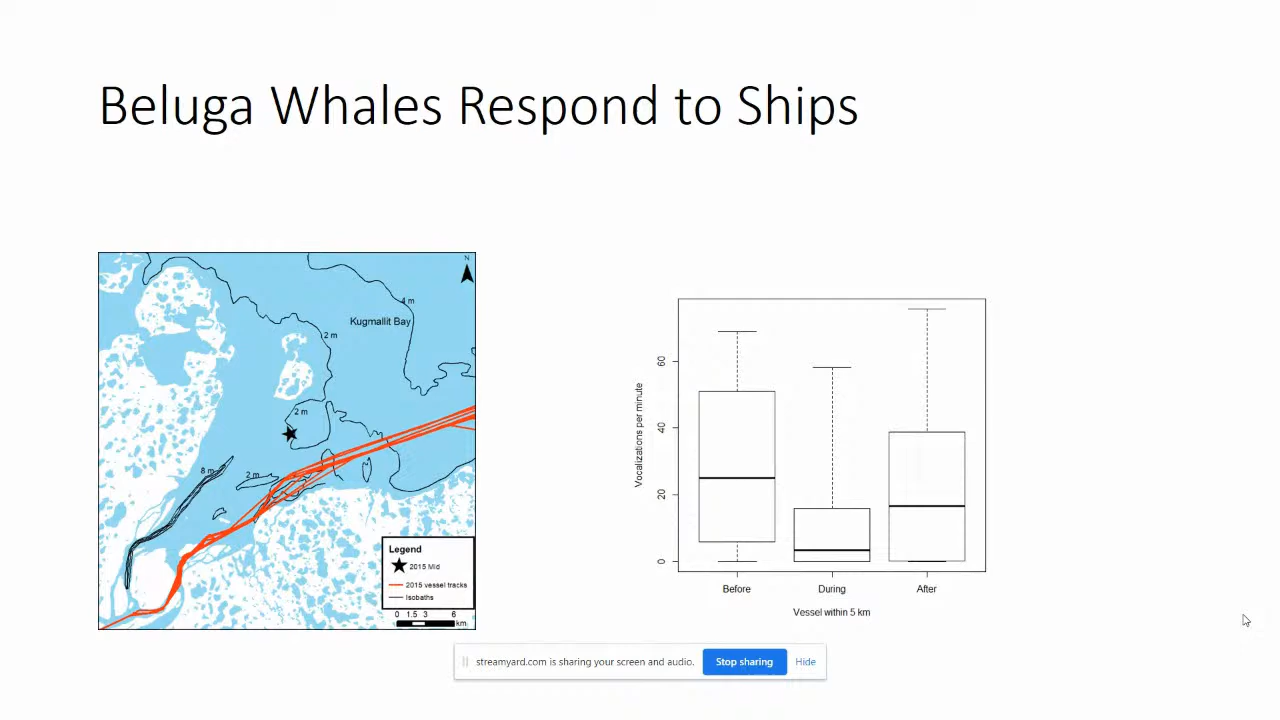 Beluga Whales Respond to Ships
N
4 m
Kugmallit Bay
2 m
2 m
8 m
2 m
Legend
2015 Mid
2015 vessel tracks
Isobaths
0 1.5 3 6
km
Vocalizations per minute
60
40
20
0
Before During After
Vessel within 5 km
streamyard.com is sharing your screen and audio. Stop sharing Hide